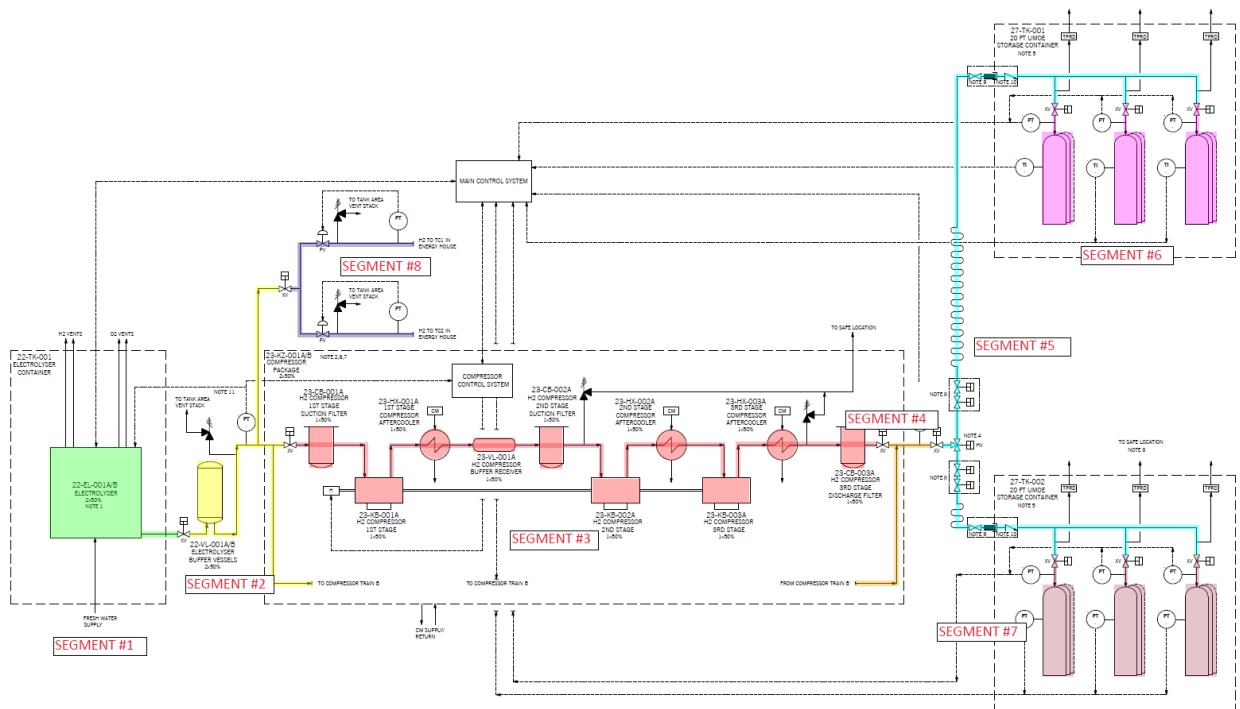 27-TK-001
20 FT UMOE
STORAGE CONTAINER
NOTE 5
TPRD
TPRD
TPRD
NOTE 9
NOTE 10
XV
XV
XV
PT
PT
PT
TI
TI
TI
SEGMENT #6
MAIN CONTROL SYSTEM
TO TANK AREA
VENT STACK
PT
PV
H2 TO TC1 IN
ENERGY HOUSE
SEGMENT #8
XV
TO TANK AREA
VENT STACK
PT
PV
H2 TO TC2 IN
ENERGY HOUSE
H2 VENTS
O2 VENTS
22-TK-001
ELECTROLYSER
CONTAINER
NOTE 11
TO TANK AREA
VENT STACK
PT
22-EL-001A/B
ELECTROLYSER
2x50%
NOTE 1
XV
22-VL-001A/B
ELECTROLYSER
BUFFER VESSELS
2x50%
FRESH WATER
SUPPLY
SEGMENT #1
SEGMENT #2
23-KZ-001A/B
COMPRESSOR
PACKAGE
2x50%
NOTE 2,6,7
COMPRESSOR
CONTROL SYSTEM
TO SAFE LOCATION
XV
23-CB-001A
H2 COMPRESSOR
1ST STAGE
SUCTION FILTER
1x50%
23-HX-001A
1ST STAGE
COMPRESSOR
AFTERCOOLER
1x50%
CM
23-VL-001A
H2 COMPRESSOR
BUFFER RECEIVER
1x50%
23-CB-002A
H2 COMPRESSOR
2ND STAGE
SUCTION FILTER
1x50%
23-HX-002A
2ND STAGE
COMPRESSOR
AFTERCOOLER
1x50%
CM
23-HX-003A
3RD STAGE
COMPRESSOR
AFTERCOOLER
1x50%
CM
23-CB-003A
H2 COMPRESSOR
3RD STAGE
DISCHARGE FILTER
1x50%
M
23-KB-001A
H2 COMPRESSOR
1ST STAGE
1x50%
23-KB-002A
H2 COMPRESSOR
2ND STAGE
1x50%
23-KB-003A
H2 COMPRESSOR
3RD STAGE
1x50%
SEGMENT #3
TO COMPRESSOR TRAIN B
TO COMPRESSOR TRAIN B
FROM COMPRESSOR TRAIN B
CM SUPPLY/
RETURN
SEGMENT #4
XV
XV
SEGMENT #5
NOTE 8
NOTE 4
NOTE 8
TO SAFE LOCATION
NOTE 8
27-TK-002
20 FT UMOE
STORAGE CONTAINER
NOTE 5
TPRD
TPRD
TPRD
NOTE 9
NOTE 10
XV
XV
XV
PT
PT
PT
TI
TI
TI
SEGMENT #7